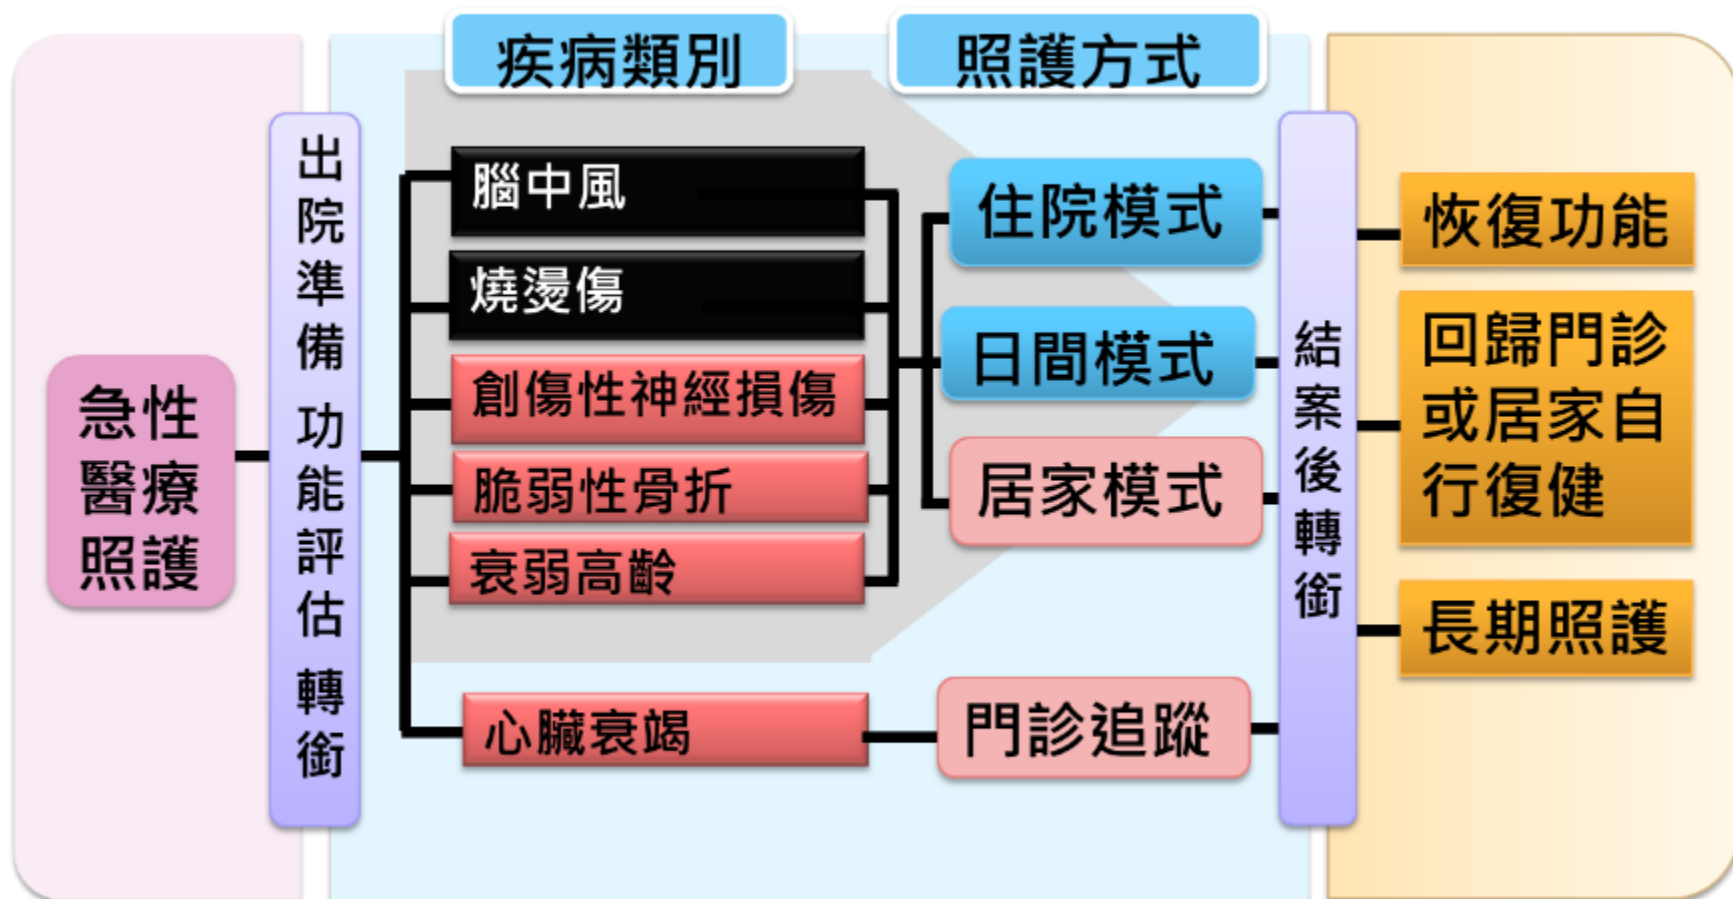 疾病類別
照護方式
急性
醫療
照護
出院準備 功能評估 轉銜
腦中風
燒燙傷
創傷性神經損傷
脆弱性骨折
衰弱高齡
心臟衰竭
住院模式
日間模式
居家模式
門診追蹤
結案後轉銜
恢復功能
回歸門診
或居家自
行復健
長期照護